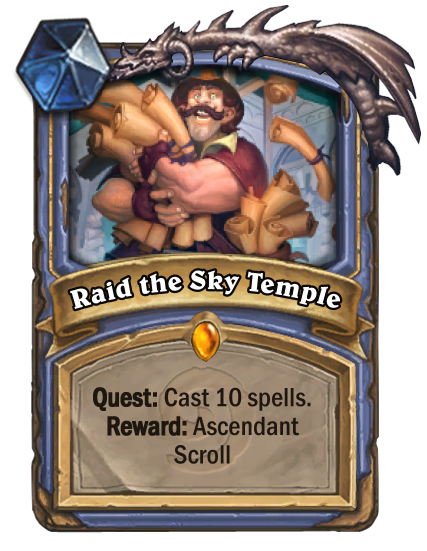 Raid the Sky Temple
Quest: Cast 10 spells.
Reward: Ascendant
Scroll